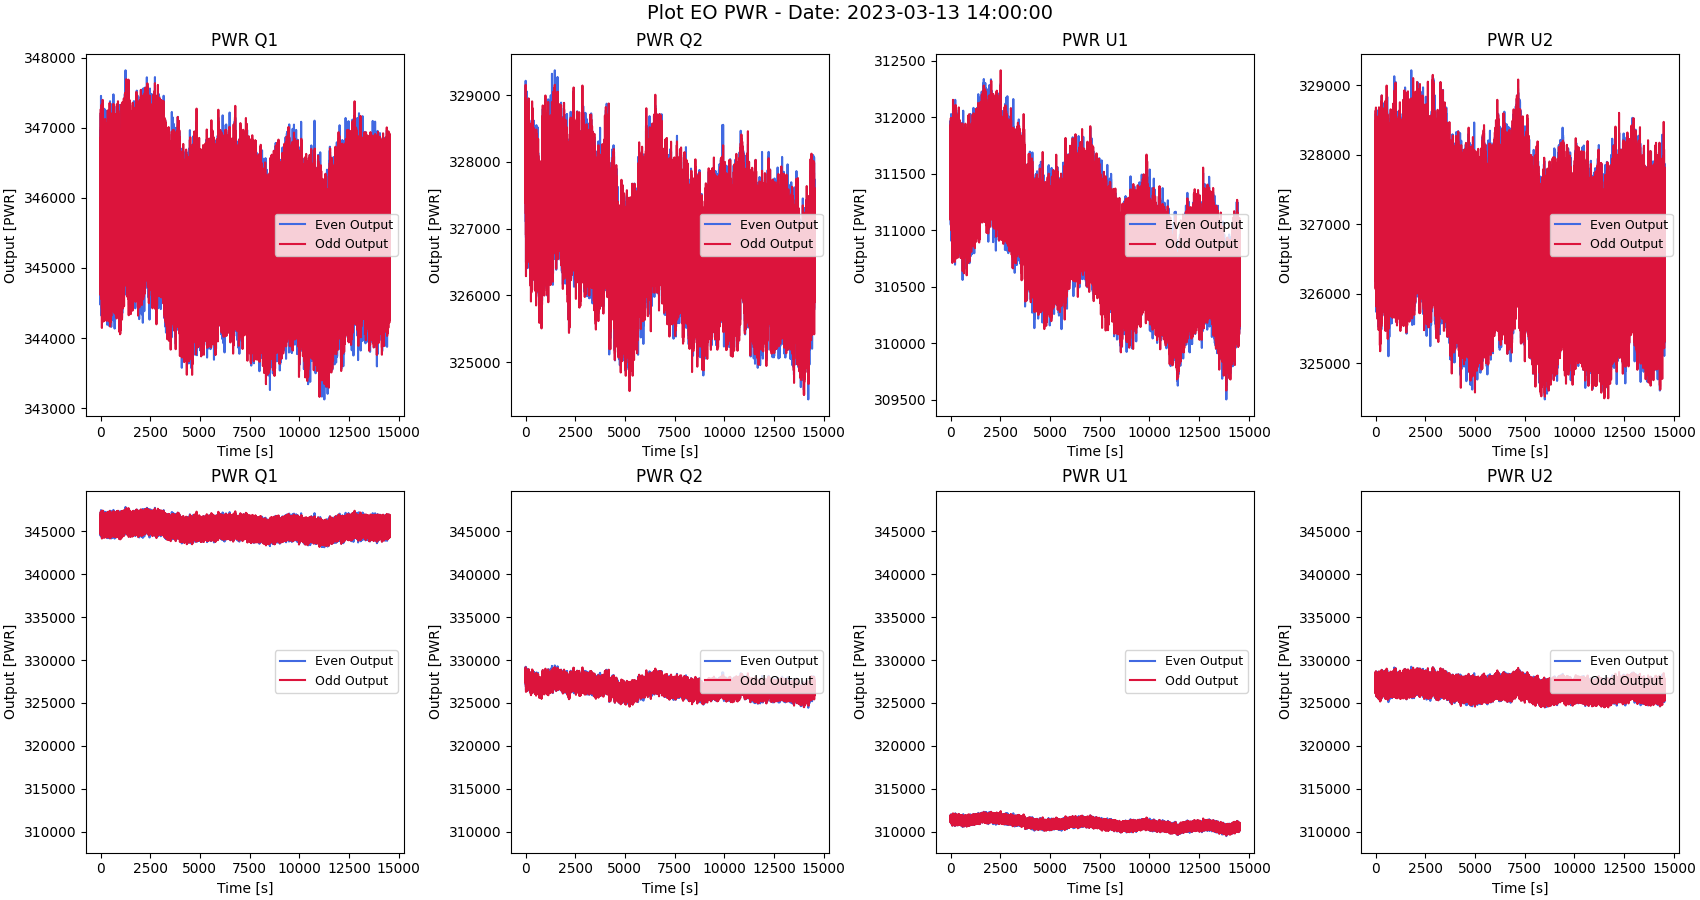 Plot EO PWR - Date: 2023-03-13 14:00:00
PWR Q1
Output [PWR]
348000
347000
346000
345000
344000
343000
Even Output
Odd Output
0 2500 5000 7500 10000 12500 15000
Time [s]
PWR Q2
Output [PWR]
329000
328000
327000
326000
325000
Even Output
Odd Output
0 2500 5000 7500 10000 12500 15000
Time [s]
PWR U1
Output [PWR]
312500
312000
311500
311000
310500
310000
309500
Even Output
Odd Output
0 2500 5000 7500 10000 12500 15000
Time [s]
PWR U2
Output [PWR]
329000
328000
327000
326000
325000
Even Output
Odd Output
0 2500 5000 7500 10000 12500 15000
Time [s]
PWR Q1
Output [PWR]
345000
340000
335000
330000
325000
320000
315000
310000
Even Output
Odd Output
0 2500 5000 7500 10000 12500 15000
Time [s]
PWR Q2
Output [PWR]
345000
340000
335000
330000
325000
320000
315000
310000
Even Output
Odd Output
0 2500 5000 7500 10000 12500 15000
Time [s]
PWR U1
Output [PWR]
345000
340000
335000
330000
325000
320000
315000
310000
Even Output
Odd Output
0 2500 5000 7500 10000 12500 15000
Time [s]
PWR U2
Output [PWR]
345000
340000
335000
330000
325000
320000
315000
310000
Even Output
Odd Output
0 2500 5000 7500 10000 12500 15000
Time [s]